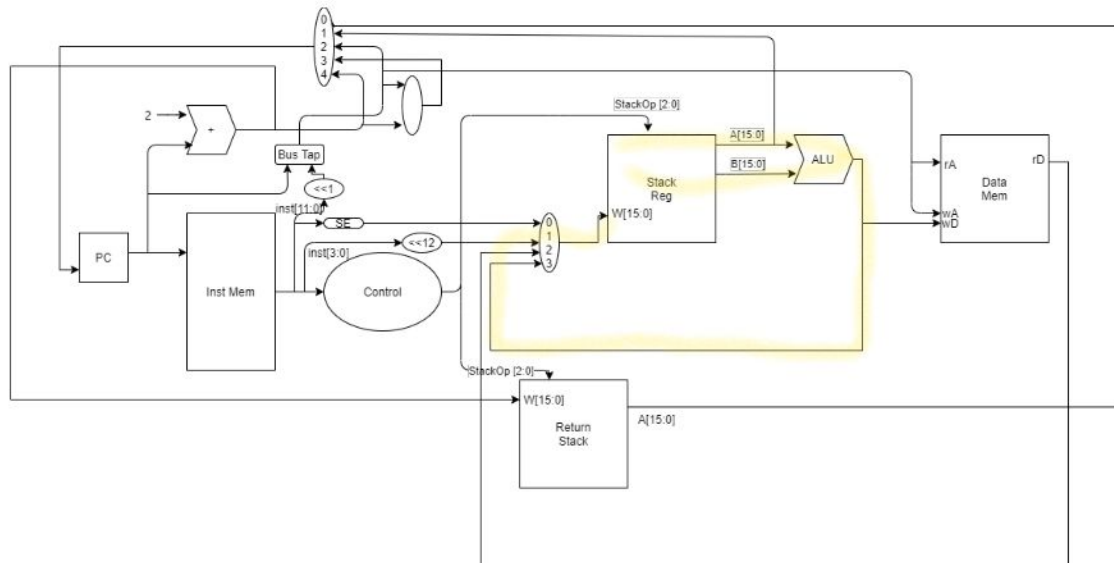 0
1
2
3
4
StackOp [2:0]
2
+
A[15:0]
Bus Tap
B[15:0]
ALU
<<1
Stack
Reg
rA
rD
Data
Mem
inst[11:0]
SE
W[15:0]
wA
wD
0
1
2
3
PC
inst[3:0]
<<12
Inst Mem
Control
StackOp [2:0]
W[15:0]
Return
Stack
A[15:0]